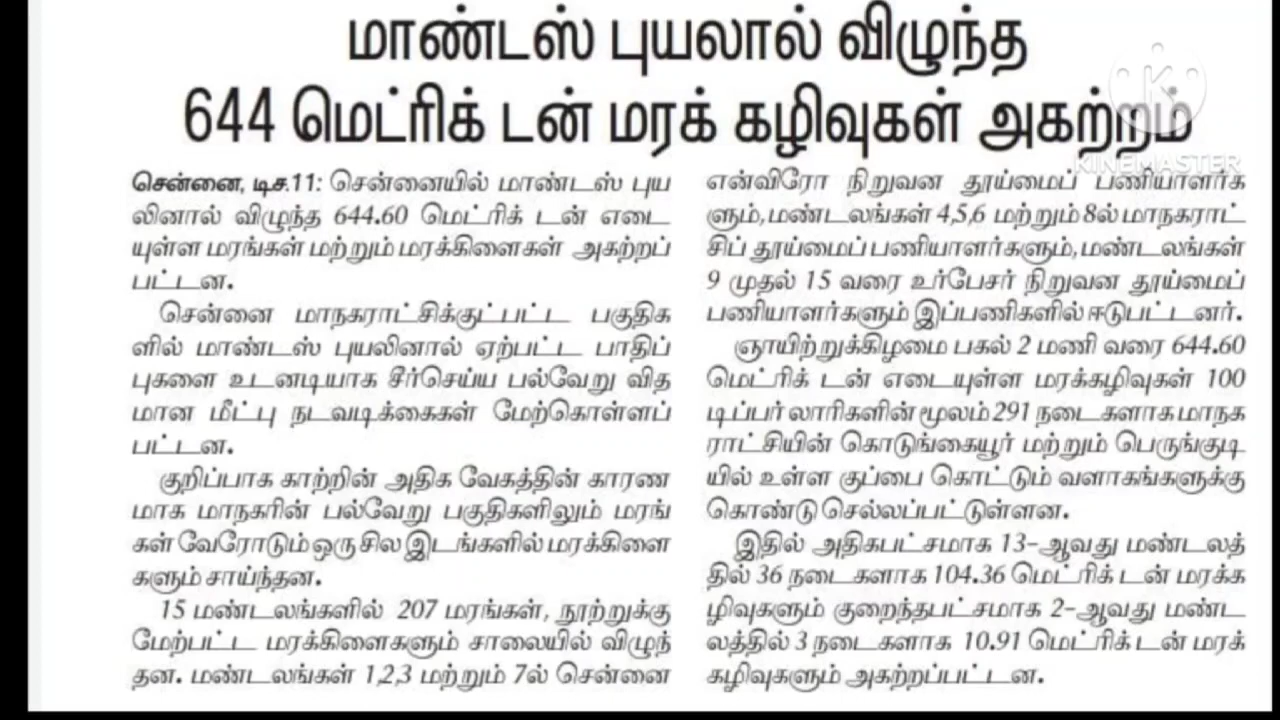 மாண்டஸ் புயலால் விழுந்த
644 மெட்ரிக் டன் மரக் கழிவுகள் அகற்றம்
KINEMASTER
சென்னை, டிச.11: சென்னையில் மாண்டஸ் புய
லினால் விழுந்த 644.60 மெட்ரிக் டன் எடை
யுள்ள மரங்கள் மற்றும் மரக்கிளைகள் அகற்றப்
பட்டன.
சென்னை மாநகராட்சிக்குட்பட்ட பகுதிக
ளில் மாண்டஸ் புயலினால் ஏற்பட்ட பாதிப்
புகளை உடனடியாக சீர்செய்ய பல்வேறு வித
மான மீட்பு நடவடிக்கைகள் மேற்கொள்ளப்
பட்டன.
குறிப்பாக காற்றின் அதிக வேகத்தின் காரண
மாக மாநகரின் பல்வேறு பகுதிகளிலும் மரங்
கள் வேரோடும் ஒரு சில இடங்களில் மரக்கிளை
களும் சாய்ந்தன.
15 மண்டலங்களில் 207 மரங்கள், நூற்றுக்கு
மேற்பட்ட மரக்கிளைகளும் சாலையில் விழுந்
தன. மண்டலங்கள் 1,2,3 மற்றும் 7ல் சென்னை
என்விரோ நிறுவன தூய்மைப் பணியாளர்க
ளும், மண்டலங்கள் 4,5,6 மற்றும் 8ல் மாநகராட்
சிப் தூய்மைப் பணியாளர்களும், மண்டலங்கள்
9 முதல் 15 வரை உர்பேசர் நிறுவன தூய்மைப்
பணியாளர்களும் இப்பணிகளில் ஈடுபட்டனர்.
ஞாயிற்றுக்கிழமை பகல் 2 மணி வரை 644.60
மெட்ரிக் டன் எடையுள்ள மரக்கழிவுகள் 100
டிப்பர் லாரிகளின் மூலம் 291 நடைகளாக மாநக
ராட்சியின் கொடுங்கையூர் மற்றும் பெருங்குடி
யில் உள்ள குப்பை கொட்டும் வளாகங்களுக்கு
கொண்டு செல்லப்பட்டுள்ளன.
இதில் அதிகபட்சமாக 13-ஆவது மண்டலத்
தில் 36 நடைகளாக 104.36 மெட்ரிக் டன் மரக்க
ழிவுகளும் குறைந்தபட்சமாக 2-ஆவது மண்ட
லத்தில் 3 நடைகளாக 10.91 மெட்ரிக் டன் மரக்
கழிவுகளும் அகற்றப்பட்டன.